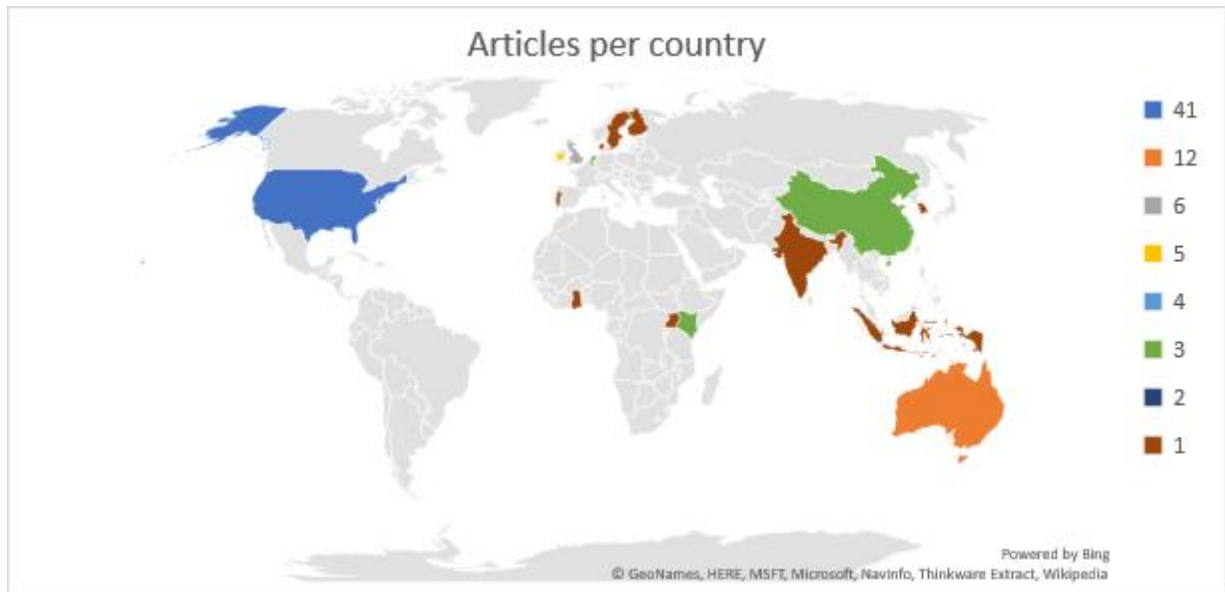 Articles per country
41
12
6
5
4
3
2
1
Powered by Bing
© GeoNames, HERE, MSFT, Microsoft, NavInfo, Thinkware Extract, Wikipedia